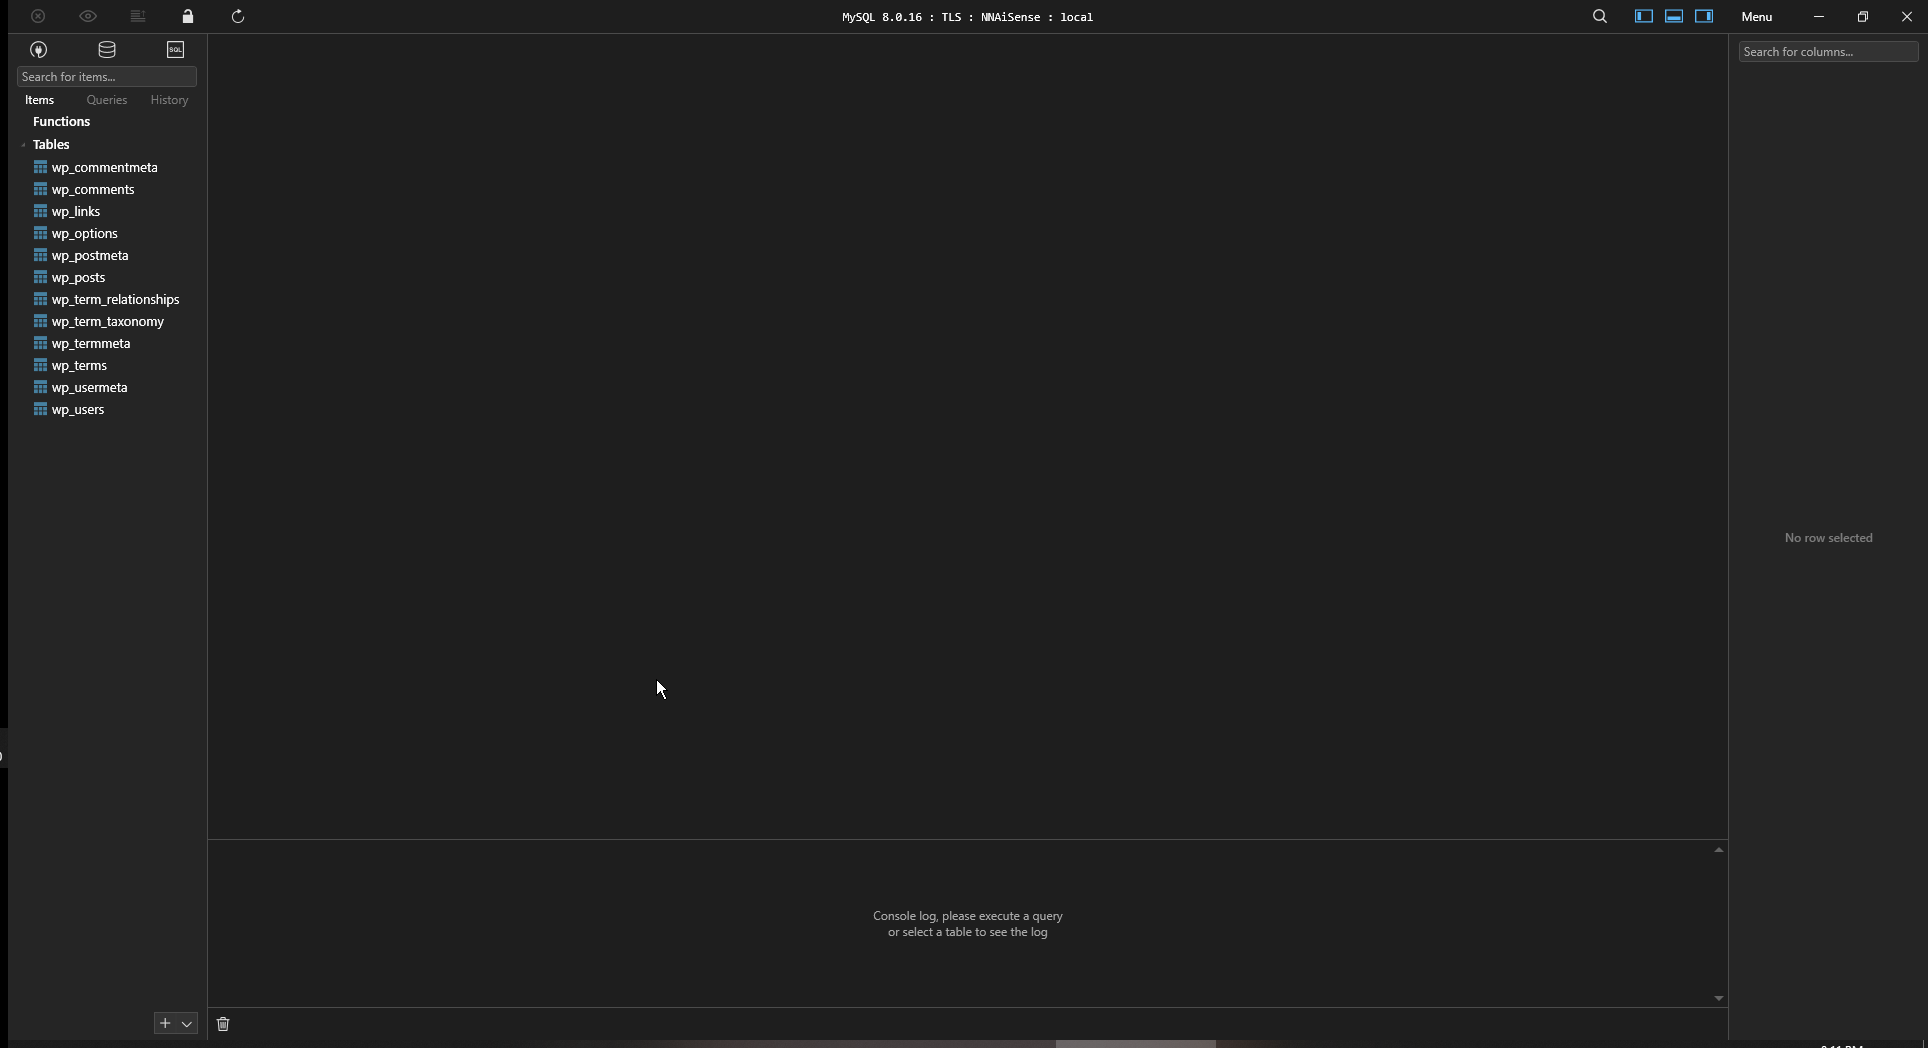 MySQL 8.0.16 : TLS : NNAiSense : local
Menu
SQL
Search for items...
Search for columns...
Items
Queries
History
Functions
Tables
wp_commentmeta
wp_comments
wp_links
wp_options
wp_postmeta
wp_posts
wp_term_relationships
wp_term_taxonomy
wp_termmeta
wp_terms
wp_usermeta
wp_users
No row selected
Console log, please execute a query
or select a table to see the log